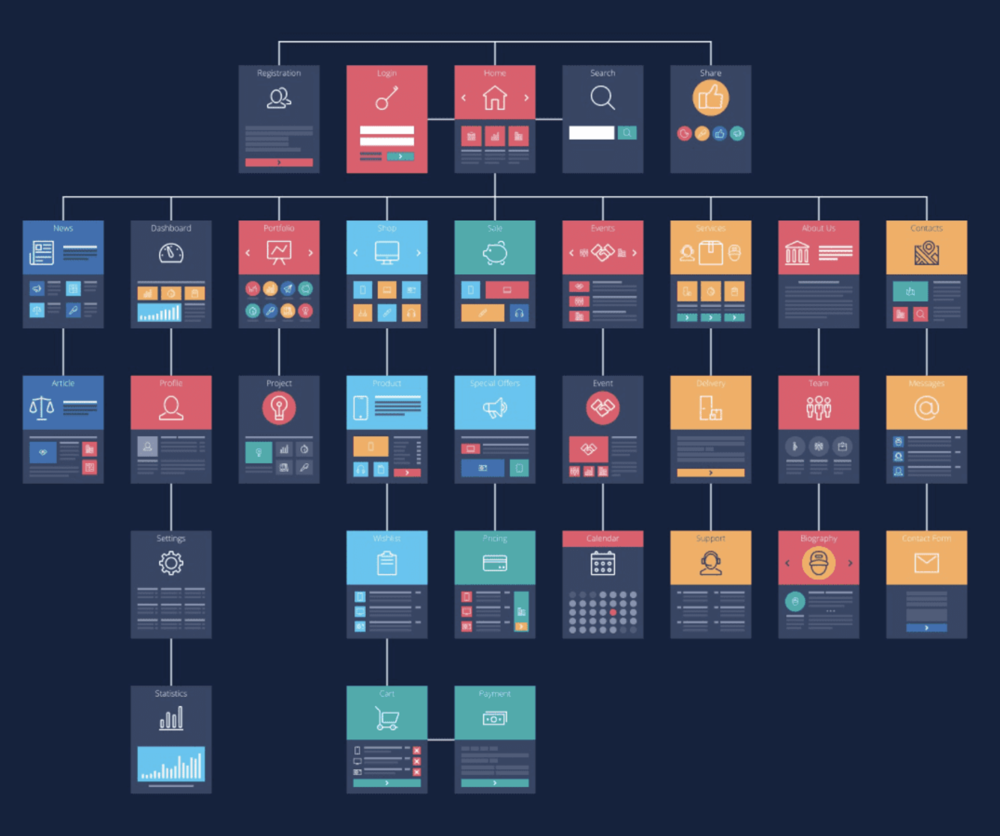 Registration
Login
Home
Search
Share
News
Dashboard
Portfolio
Shop
Sale
Events
Services
About Us
Contacts
Article
Profile
Project
Product
Special Offers
Event
Delivery
Team
Messages
Settings
Wishlist
Pricing
Calendar
Support
Biography
Contact Form
Statistics
Cart
Payment